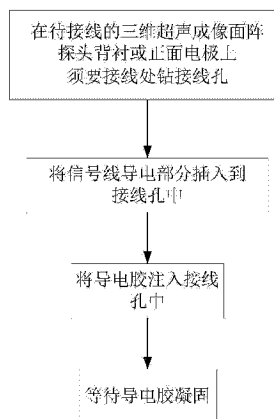 在待接线的三维超声成像面阵
探头背衬或正面电极上
须要接线处钻接线孔
将信号线导电部分插入到
接线孔中
将导电胶注入接线
孔中
等待导电胶凝固